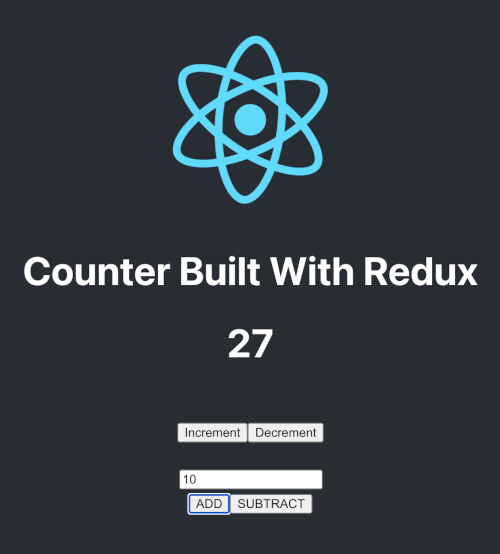 Counter Built With Redux
27
Increment Decrement
10
ADD SUBTRACT